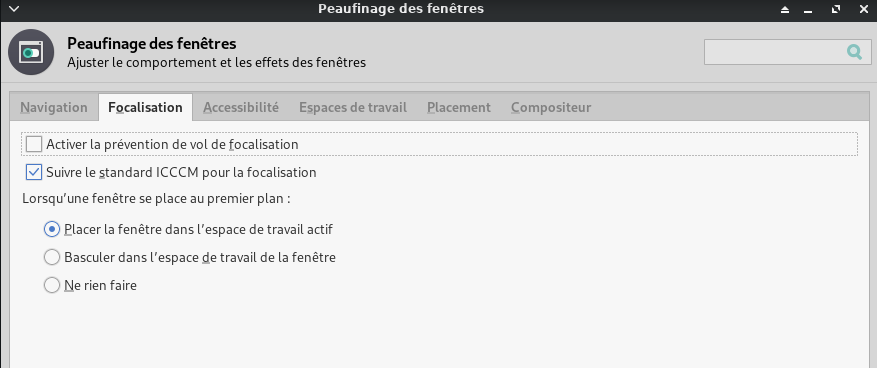 Peaufinage des fenêtres
Peaufinage des fenêtres
Ajuster le comportement et les effets des fenêtres
Navigation Focalisation Accessibilité Espaces de travail Placement Compositeur
Activer la prévention de vol de focalisation
Suivre le standard ICCCM pour la focalisation
Lorsqu'une fenêtre se place au premier plan :
Placer la fenêtre dans l'espace de travail actif
Basculer dans l'espace de travail de la fenêtre
Ne rien faire